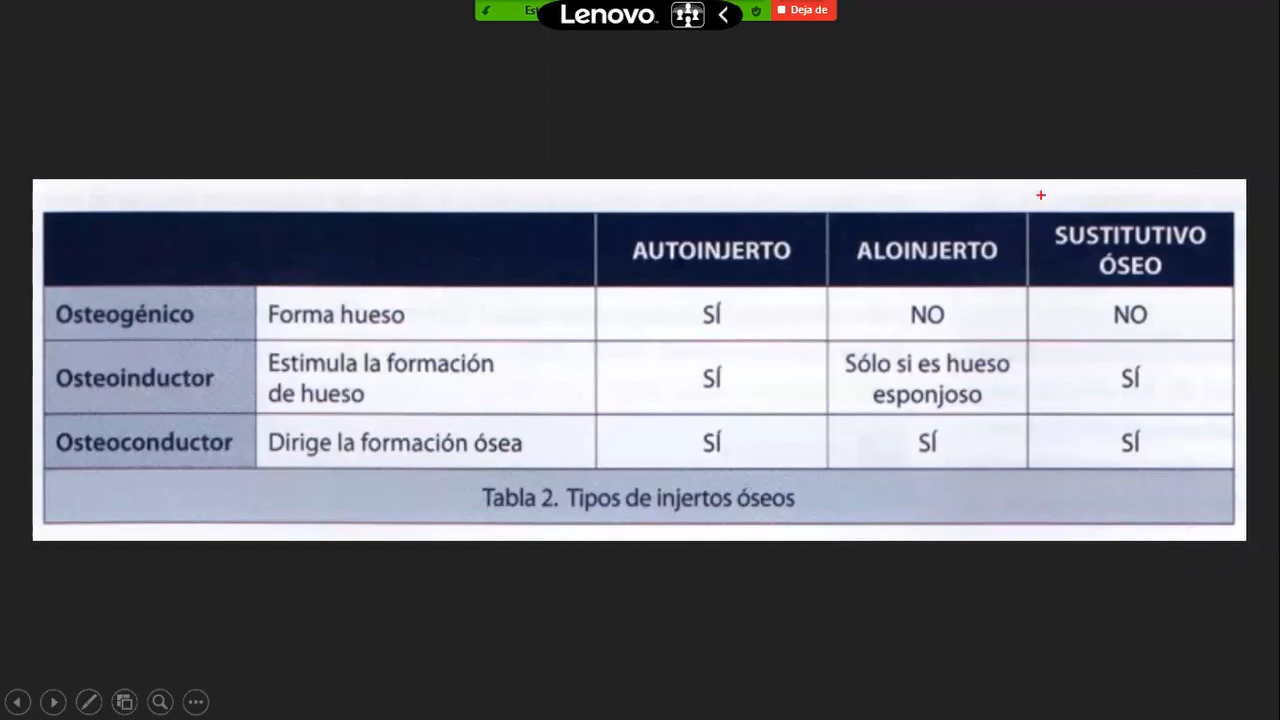 Es
Lenovo
Deja de
AUTOINJERTO
ALOINJERTO
SUSTITUTIVO
ÓSEO
Osteogénico
Forma hueso
SÍ
NO
NO
Osteoinductor
Estimula la formación
de hueso
SÍ
Sólo si es hueso
esponjoso
SÍ
Osteoconductor
Dirige la formación ósea
SÍ
SÍ
SÍ
Tabla 2. Tipos de injertos óseos